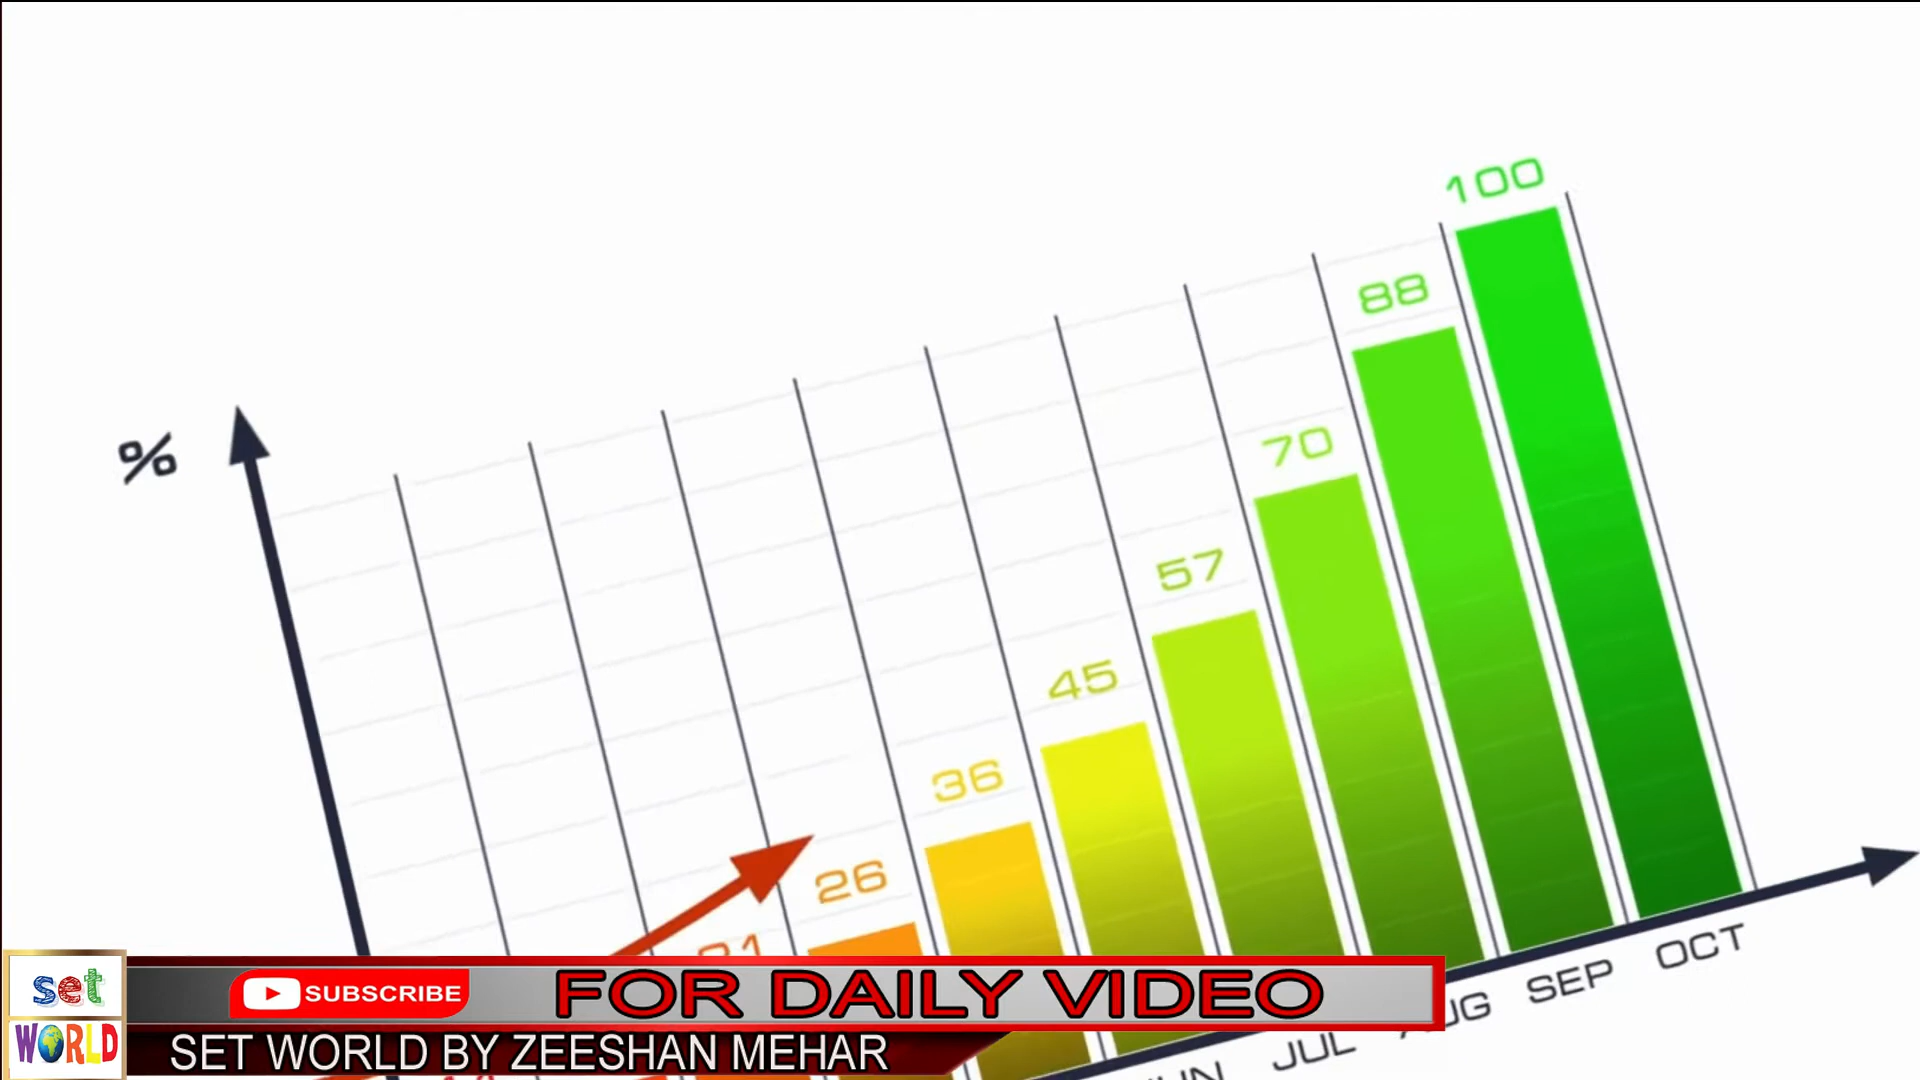 100
88
%
70
57
45
36
26
OCT
SEP
JUL
set
WORLD
SUBSCRIBE
FOR DAILY VIDEO
SET WORLD BY ZEESHAN MEHAR